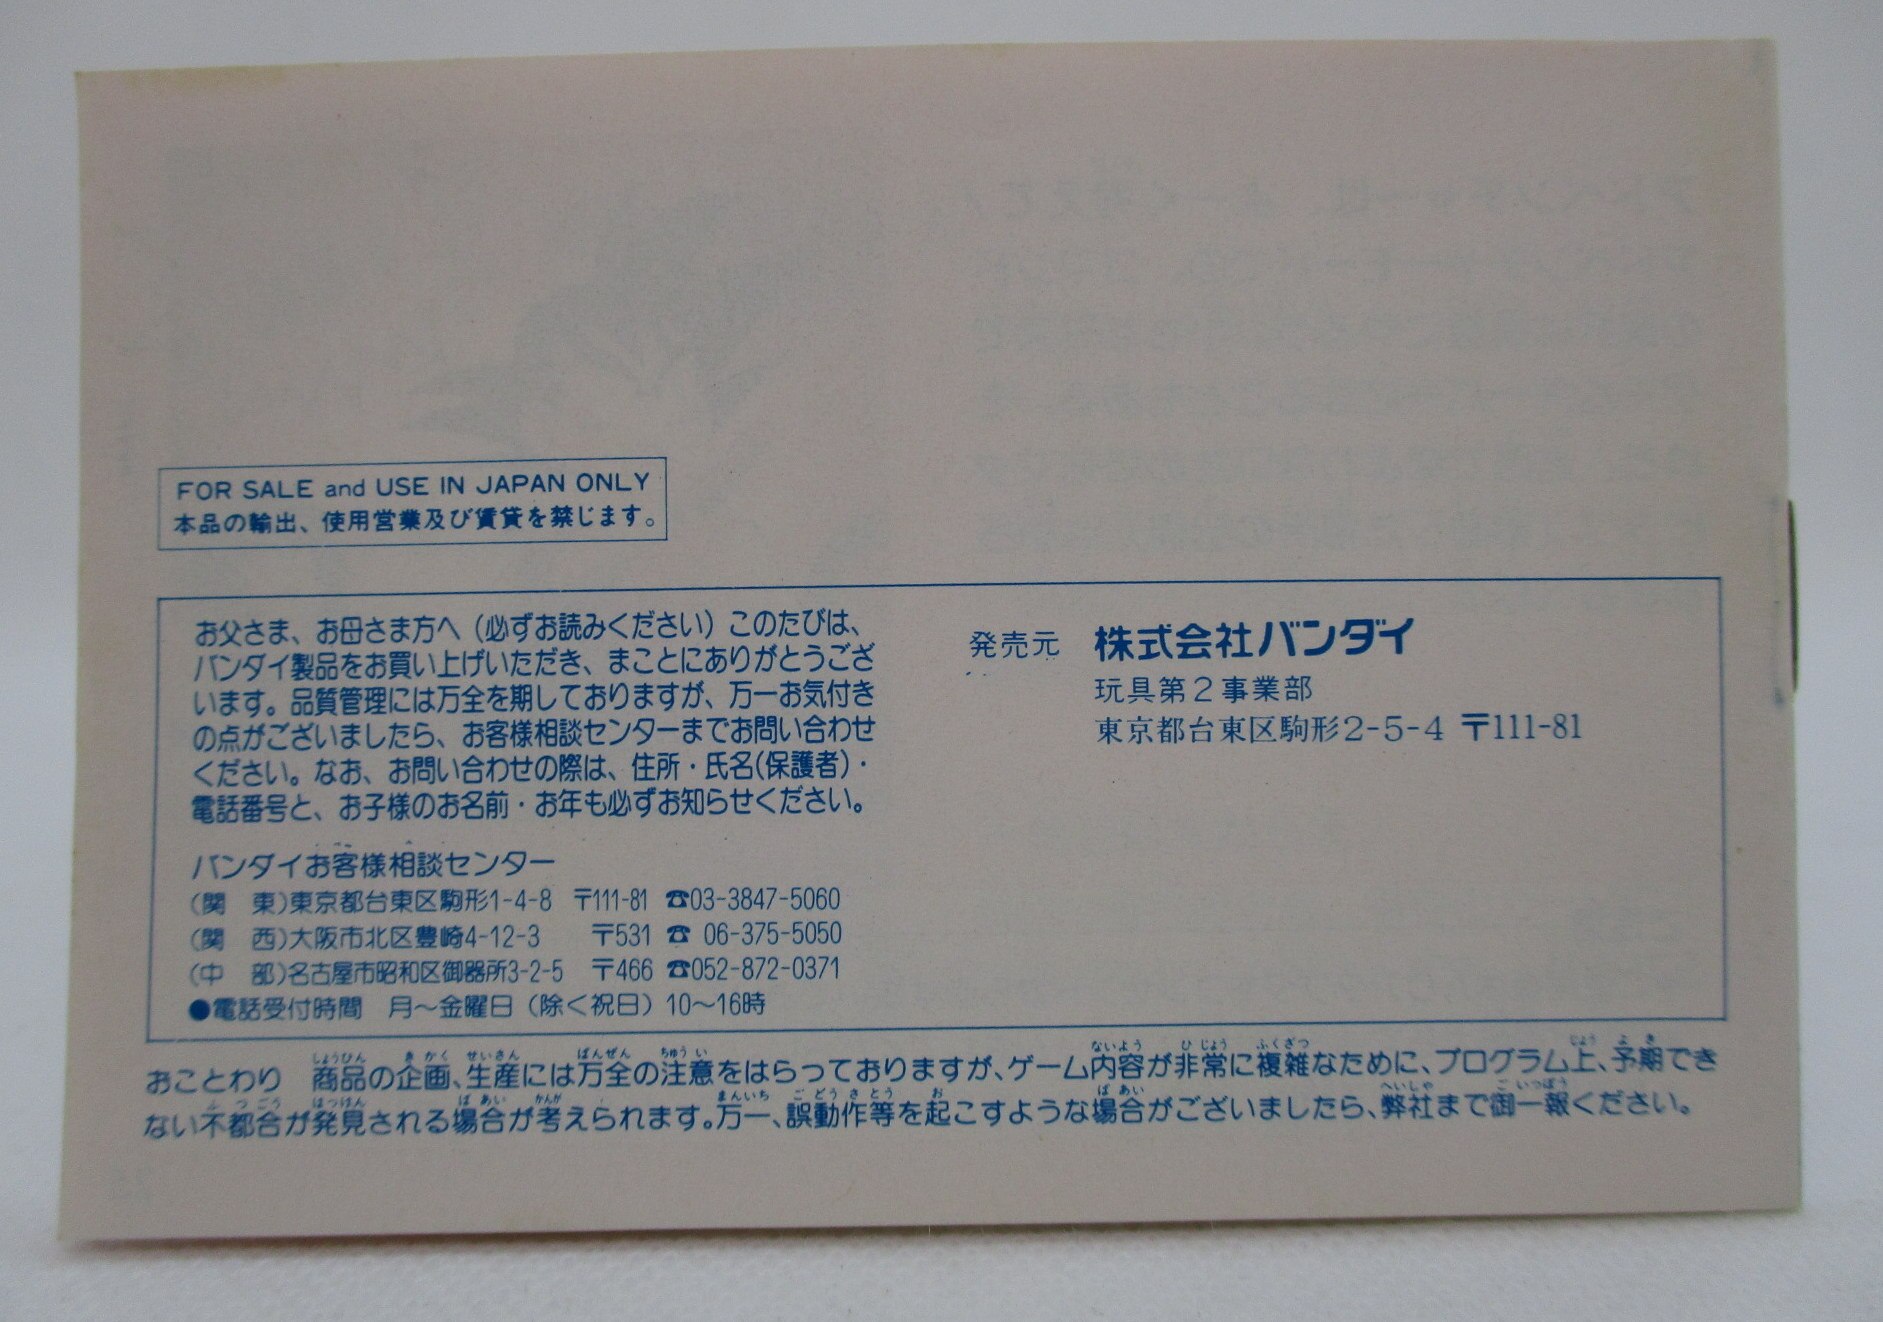 FOR SALE and USE IN JAPAN ONLY
本品の輸出、使用営業及び賃貸を禁じます。
お父さま、お母さま方へ（必ずお読みください）このたびは、
バンダイ製品をお買い上げいただき、まことにありがとうござ
います。品質管理には万全を期しておりますが、万一お気付き
の点がございましたら、お客様相談センターまでお問い合わせ
ください。なお、お問い合わせの際は、住所・氏名(保護者)・
電話番号と、お子様のお名前・お年も必ずお知らせください。
バンダイお客様相談センター
(関　東)東京都台東区駒形1-4-8 〒111-81 ☎03-3847-5060
(関　西)大阪市北区豊崎4-12-3 〒531 ☎ 06-375-5050
(中　部)名古屋市昭和区御器所3-2-5 〒466 ☎052-872-0371
●電話受付時間　月～金曜日（除く祝日）10～16時
発売元　株式会社バンダイ
玩具第2事業部
東京都台東区駒形2-5-4 〒111-81
おことわり　商品の企画、生産には万全の注意をはらっておりますが、ゲーム内容が非常に複雑なために、プログラム上、予期でき
ない不都合が発見される場合が考えられます。万一、誤動作等を起こすような場合がございましたら、弊社まで御一報ください。